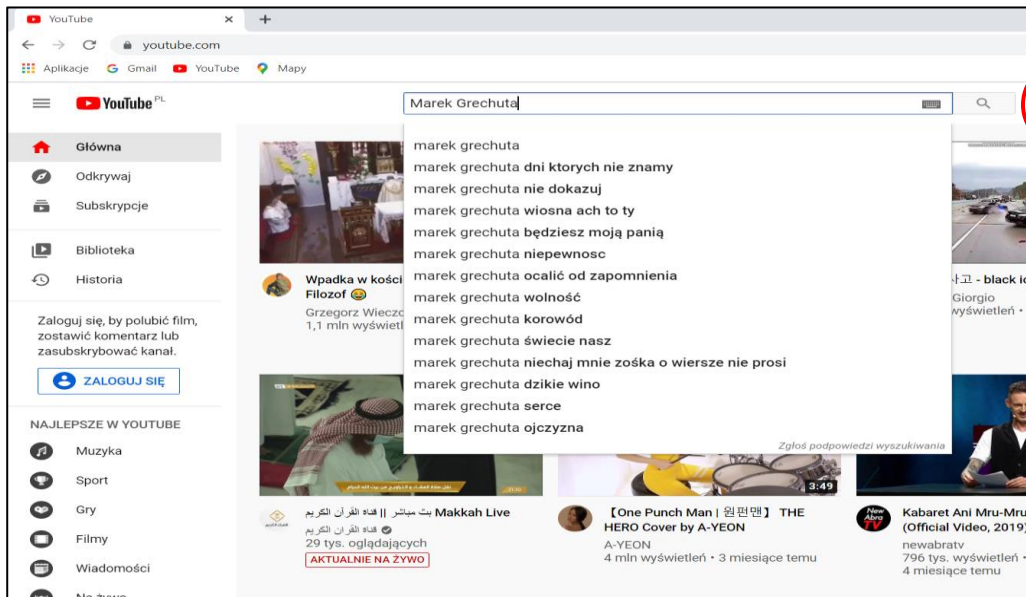 YouTube
youtube.com
Aplikacje Gmail YouTube Mapy
YouTube PL
Marek Grechuta
marek grechuta
marek grechuta dni ktorych nie znamy
marek grechuta nie dokazuj
marek grechuta wiosna ach to ty
marek grechuta będziesz moją panią
marek grechuta niepewnosc
marek grechuta ocalić od zapomnienia
marek grechuta wolność
marek grechuta korowód
marek grechuta świecie nasz
marek grechuta niechaj mnie zośka o wiersze nie prosi
marek grechuta dzikie wino
marek grechuta serce
marek grechuta ojczyzna
Zgłoś podpowiedzi wyszukiwania
Główna
Odkrywaj
Subskrypcje
Biblioteka
Historia
Zaloguj się, by polubić film,
zostawić komentarz lub
zasubskrybować kanał.
ZALOGUJ SIĘ
NAJLEPSZE W YOUTUBE
Muzyka
Sport
Gry
Filmy
Wiadomości
Wpadka w kości
Filozof
Grzegorz Wieczo
1,1 mln wyświetl
사고 - black ic
Giorgio
wyświetleń •
3:49
Makkah Live بث مباشر || قناة القرآن الكريم
قناة القران الكريم
29 tys. oglądających
AKTUALNIE NA ŻYWO
【One Punch Man | 원펀맨】 THE
HERO Cover by A-YEON
A-YEON
4 mln wyświetleń • 3 miesiące temu
New Abra TV
Kabaret Ani Mru-Mru
(Official Video, 2019)
newabratv
796 tys. wyświetleń •
4 miesiące temu